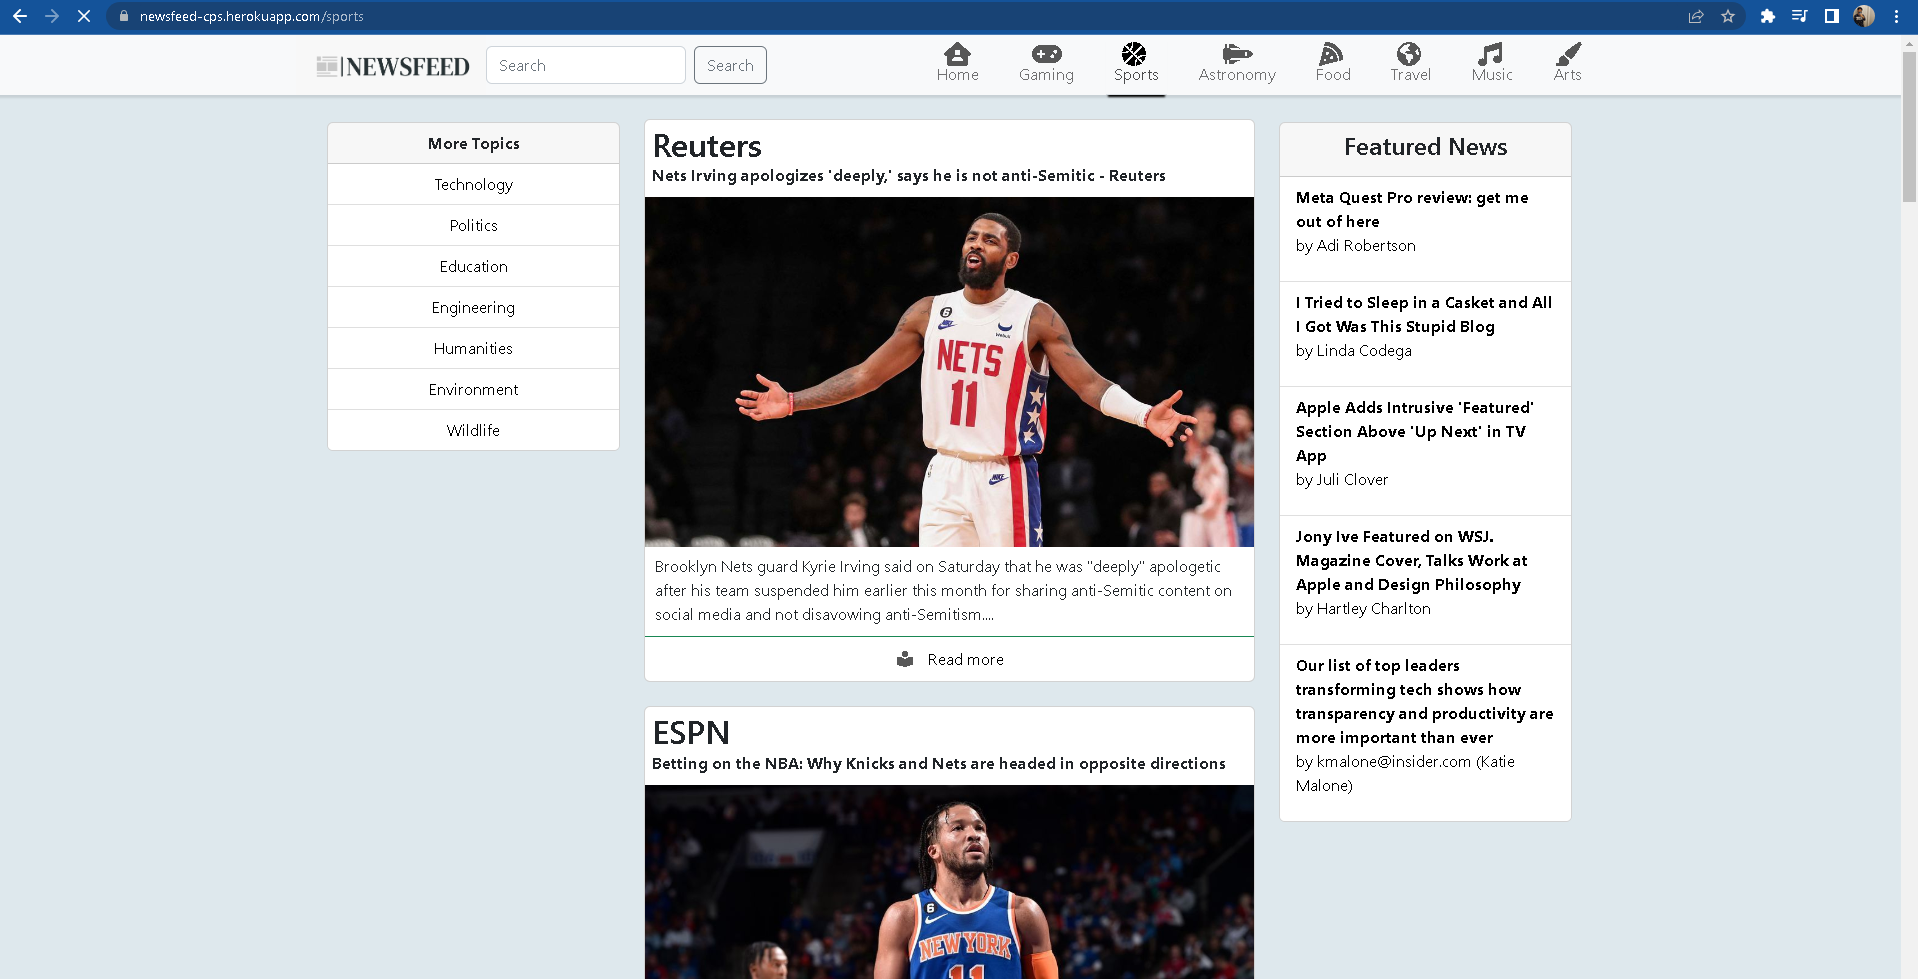 newsfeed-cps.herokuapp.com/sports
NEWSFEED
Search
Search
Home
Gaming
Sports
Astronomy
Food
Travel
Music
Arts
More Topics
Technology
Politics
Education
Engineering
Humanities
Environment
Wildlife
Reuters
Nets Irving apologizes 'deeply,' says he is not anti-Semitic - Reuters
6
Webull
NETS
11
Brooklyn Nets guard Kyrie Irving said on Saturday that he was "deeply" apologetic
after his team suspended him earlier this month for sharing anti-Semitic content on
social media and not disavowing anti-Semitism....
Read more
ESPN
Betting on the NBA: Why Knicks and Nets are headed in opposite directions
6
NEW YORK
11
Featured News
Meta Quest Pro review: get me
out of here
by Adi Robertson
I Tried to Sleep in a Casket and All
I Got Was This Stupid Blog
by Linda Codega
Apple Adds Intrusive 'Featured'
Section Above 'Up Next' in TV
App
by Juli Clover
Jony Ive Featured on WSJ.
Magazine Cover, Talks Work at
Apple and Design Philosophy
by Hartley Charlton
Our list of top leaders
transforming tech shows how
transparency and productivity are
more important than ever
by kmalone@insider.com (Katie
Malone)